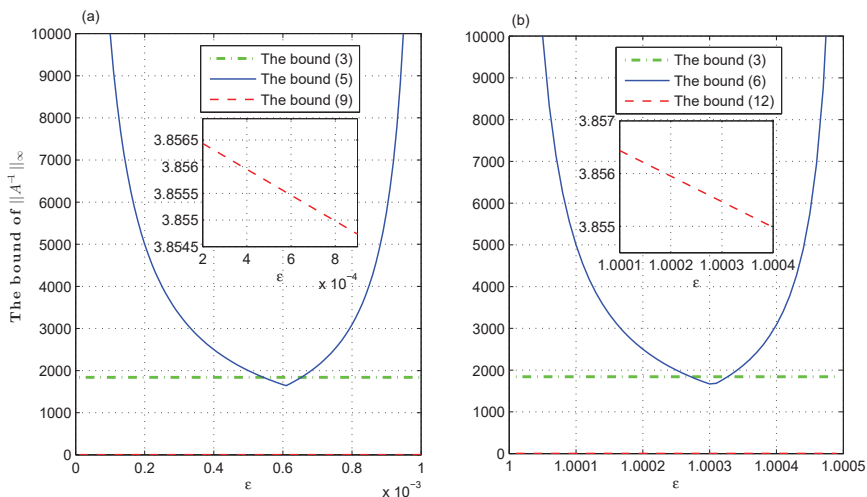 (a)
The bound of ||A⁻¹||∞
10000
9000
8000
7000
6000
5000
4000
3000
2000
1000
0
The bound (3)
The bound (5)
The bound (9)
3.8565
3.856
3.8555
3.855
3.8545
2 4 6 8
ε
x 10⁻⁴
0 0.2 0.4 0.6 0.8 1
ε
x 10⁻³
(b)
10000
9000
8000
7000
6000
5000
4000
3000
2000
1000
0
The bound (3)
The bound (6)
The bound (12)
3.857
3.856
3.855
1.0001 1.0002 1.0003 1.0004
ε
1 1.0001 1.0002 1.0003 1.0004 1.0005
ε